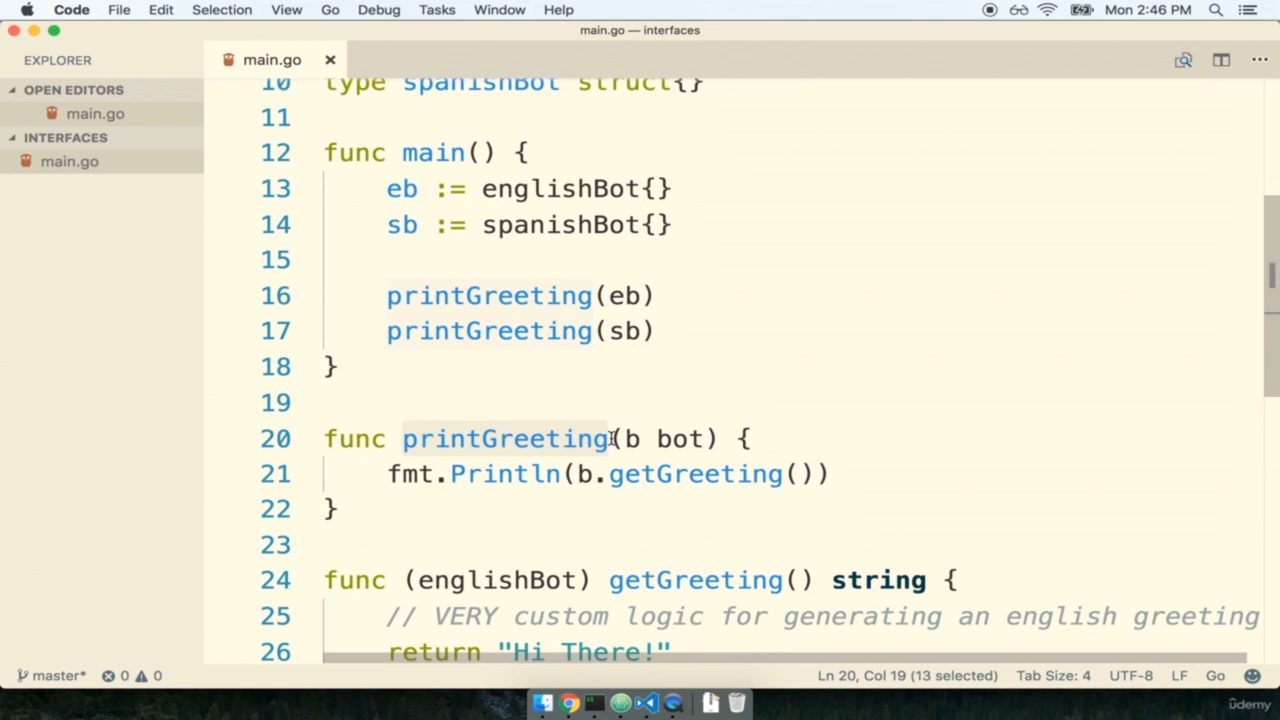 Code File Edit Selection View Go Debug Tasks Window Help Mon 2:46 PM
main.go — interfaces
EXPLORER
main.go
OPEN EDITORS
main.go
INTERFACES
main.go
10 type spanishBot struct{}
11
12 func main() {
13 eb := englishBot{}
14 sb := spanishBot{}
15
16 printGreeting(eb)
17 printGreeting(sb)
18 }
19
20 func printGreeting(b bot) {
21 fmt.Println(b.getGreeting())
22 }
23
24 func (englishBot) getGreeting() string {
25 // VERY custom logic for generating an english greeting
26 return "Hi There!"
master* 0 0 Ln 20, Col 19 (13 selected) Tab Size: 4 UTF-8 LF Go
udemy